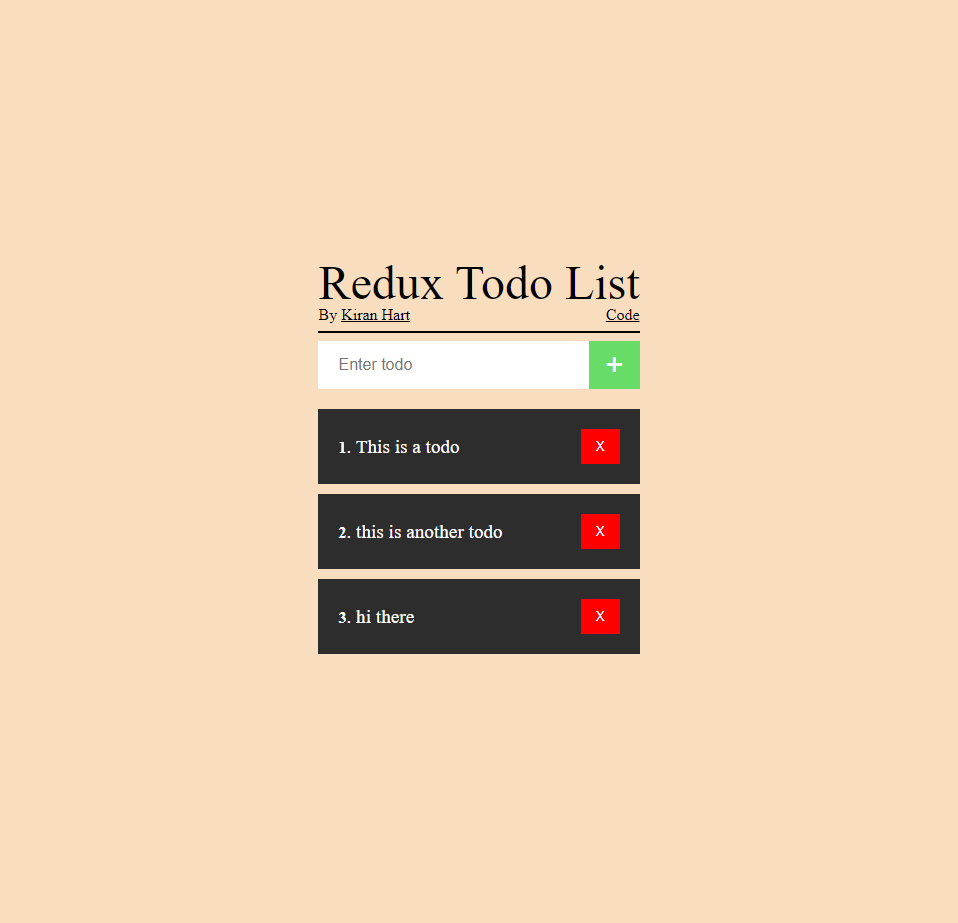 Redux Todo List
By Kiran Hart Code
Enter todo +
1. This is a todo X
2. this is another todo X
3. hi there X